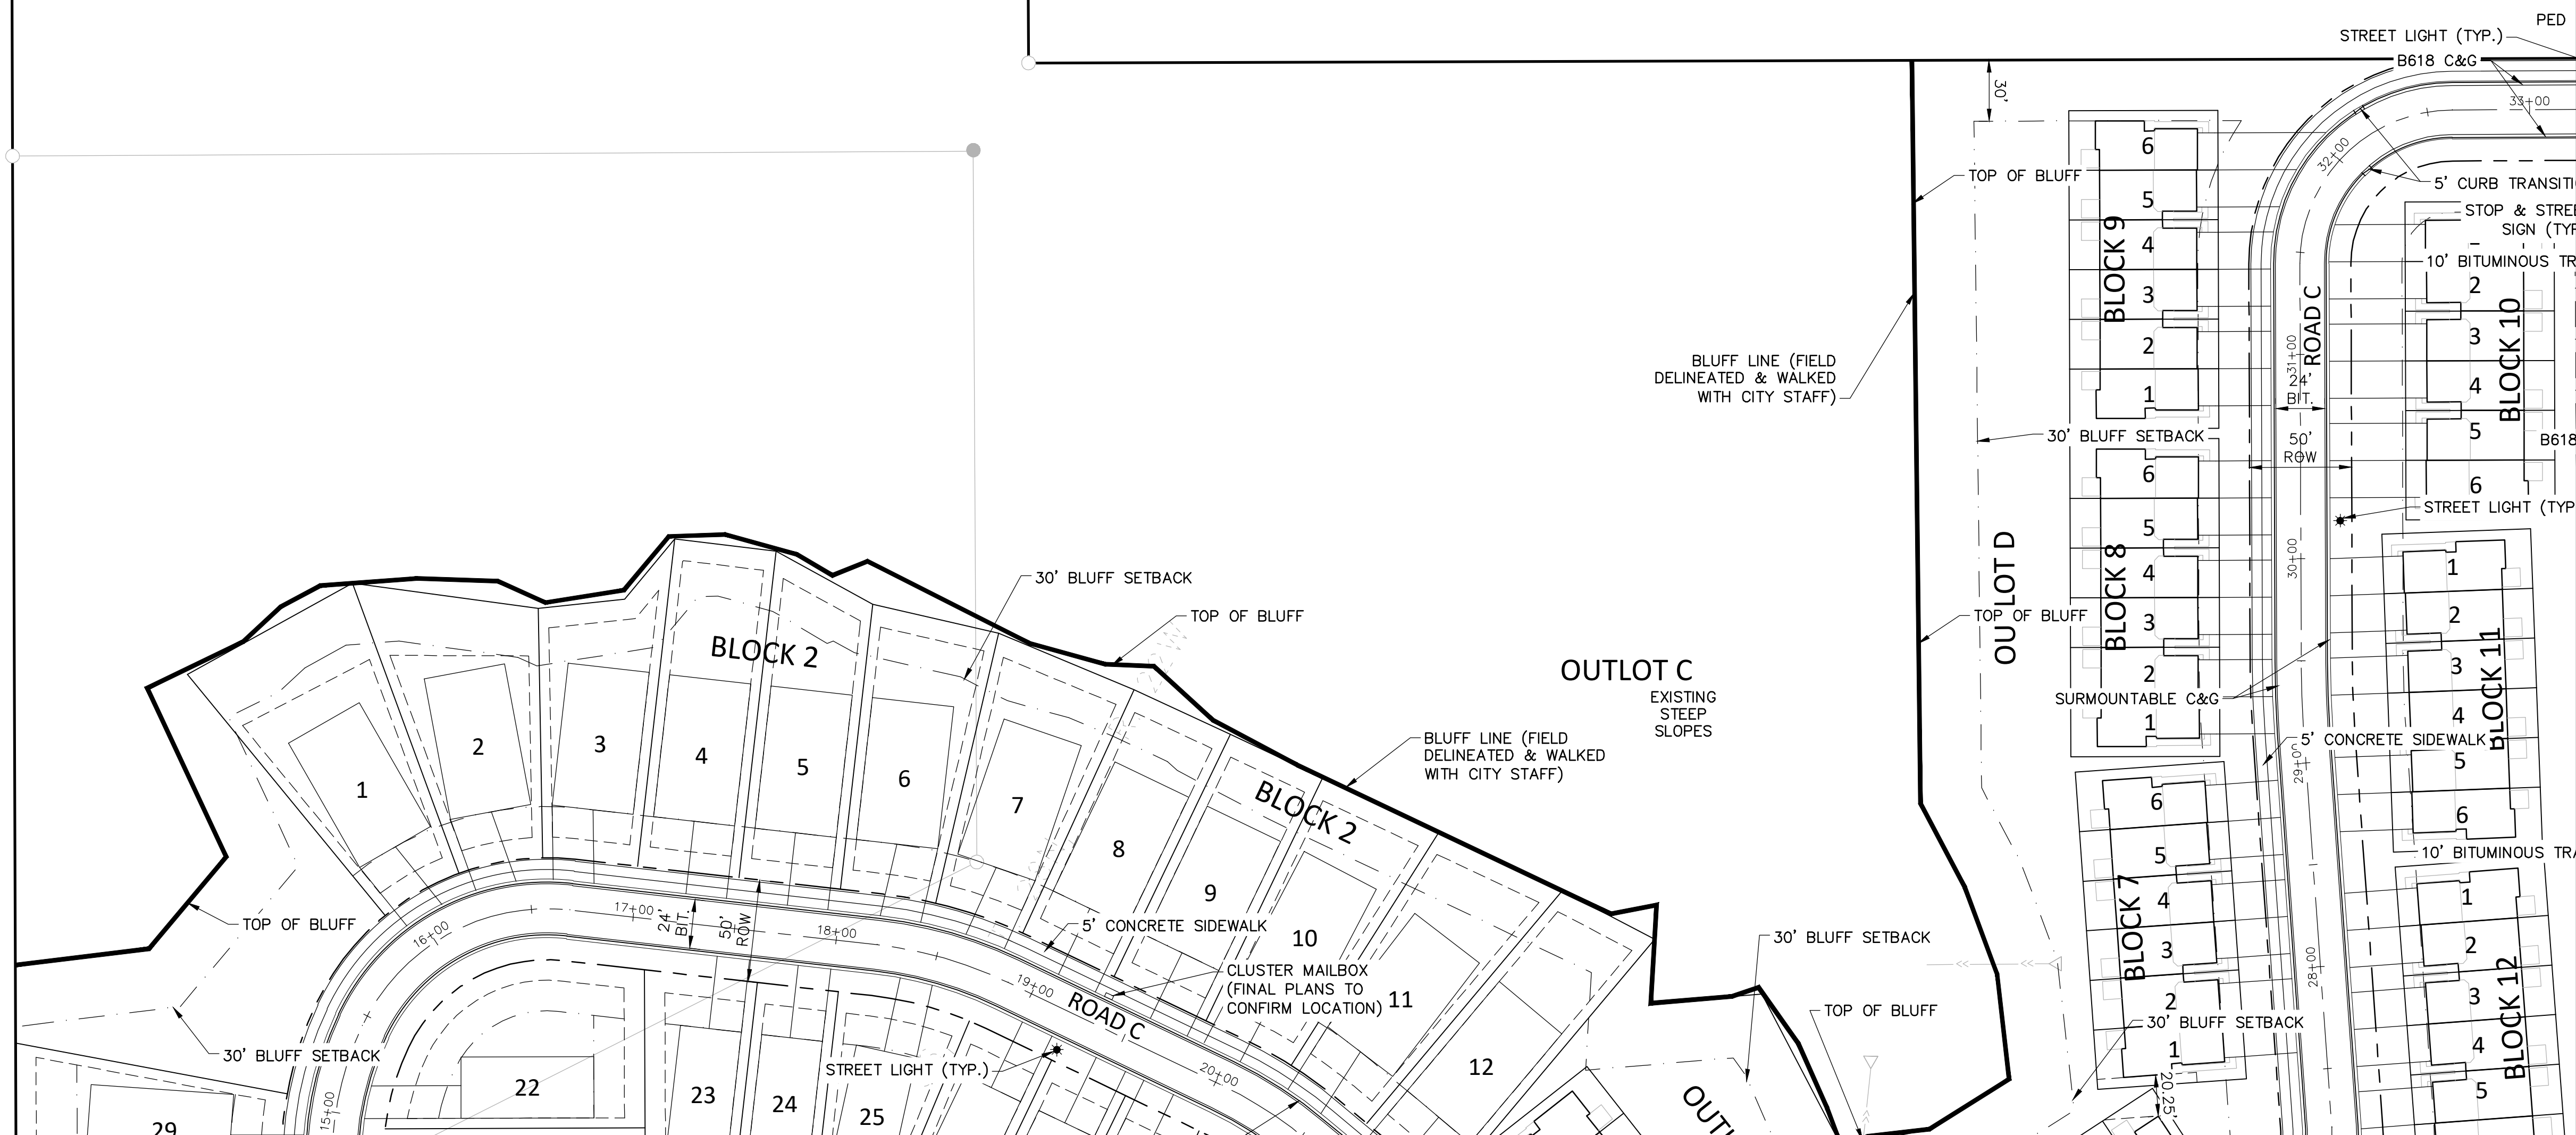 PED
STREET LIGHT (TYP.)
B618 C&G
33+00
30'
32+00
TOP OF BLUFF
5' CURB TRANSITI
STOP & STREE
SIGN (TYP
10' BITUMINOUS TR
BLOCK 9
6
5
4
3
2
1
ROAD C
31+00
24'
BIT.
50'
ROW
BLOCK 10
2
3
4
5
6
B618
BLUFF LINE (FIELD
DELINEATED & WALKED
WITH CITY STAFF)
30' BLUFF SETBACK
STREET LIGHT (TYP
OUTLOT D
BLOCK 8
6
5
4
3
2
1
30+00
TOP OF BLUFF
SURMOUNTABLE C&G
5' CONCRETE SIDEWALK
29+00
BLOCK 11
1
2
3
4
5
6
10' BITUMINOUS TRA
BLOCK 7
6
5
4
3
2
1
28+00
BLOCK 12
1
2
3
4
5
30' BLUFF SETBACK
20.25'
30' BLUFF SETBACK
TOP OF BLUFF
BLOCK 2
OUTLOT C
EXISTING
STEEP
SLOPES
BLUFF LINE (FIELD
DELINEATED & WALKED
WITH CITY STAFF)
BLOCK 2
1
2
3
4
5
6
7
8
9
10
11
12
TOP OF BLUFF
16+00
17+00
24'
BIT.
50'
ROW
18+00
5' CONCRETE SIDEWALK
CLUSTER MAILBOX
(FINAL PLANS TO
CONFIRM LOCATION)
19+00
ROAD C
20+00
30' BLUFF SETBACK
TOP OF BLUFF
30' BLUFF SETBACK
STREET LIGHT (TYP.)
15+00
29
22
23
24
25
OUTL